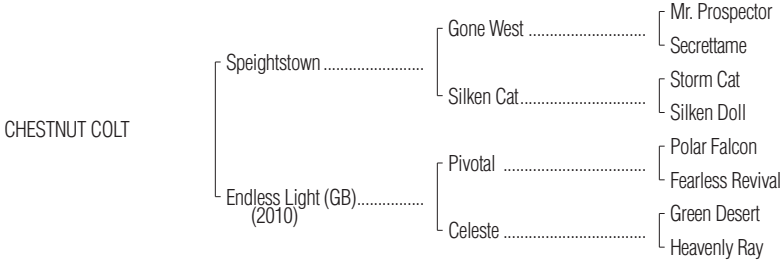 Mr. Prospector
Gone West ..............................
Secrettame
Speightstown .......................
Storm Cat
Silken Cat................................
Silken Doll
CHESTNUT COLT
Polar Falcon
Pivotal ....................................
Fearless Revival
Endless Light (GB)................
(2010)
Green Desert
Celeste ....................................
Heavenly Ray